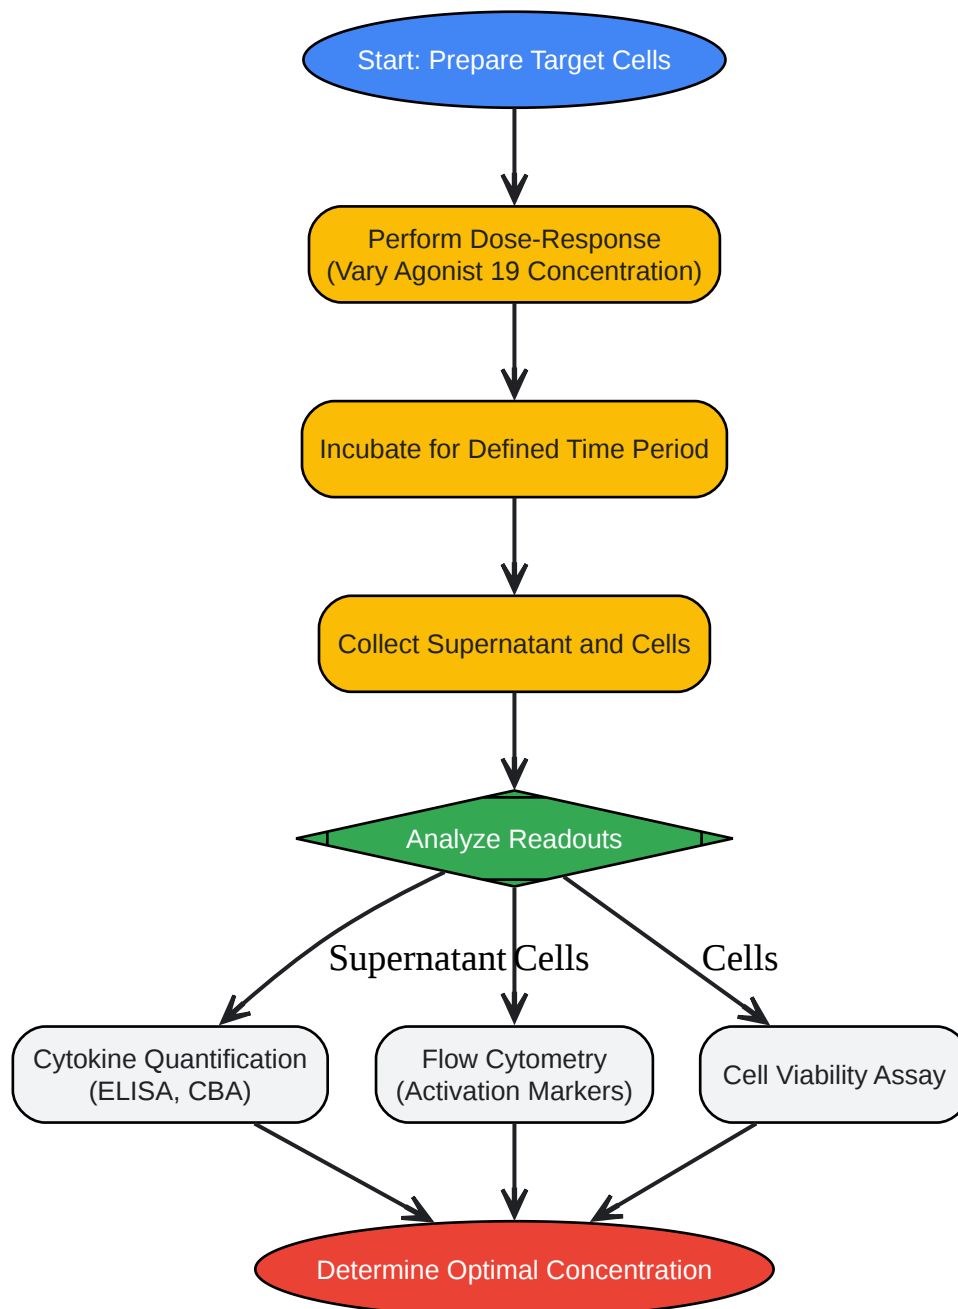 Start: Prepare Target Cells
Perform Dose-Response
(Vary Agonist 19 Concentration)
Incubate for Defined Time Period
Collect Supernatant and Cells
Analyze Readouts
Supernatant
Cells
Cells
Cytokine Quantification
(ELISA, CBA)
Flow Cytometry
(Activation Markers)
Cell Viability Assay
Determine Optimal Concentration